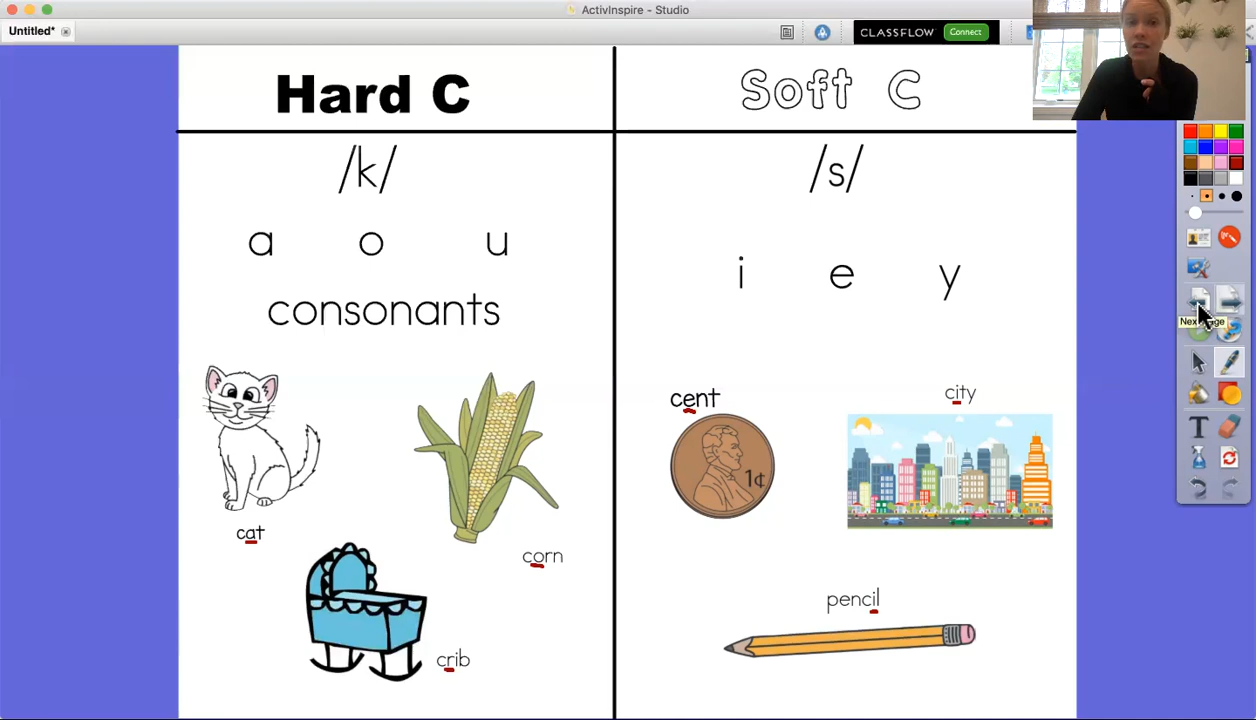 ActivInspire - Studio
Untitled*
CLASSFLOW Connect
Hard C
Soft C
/k/
/s/
a o u
i e y
consonants
cent
city
1¢
cat
corn
pencil
crib
T